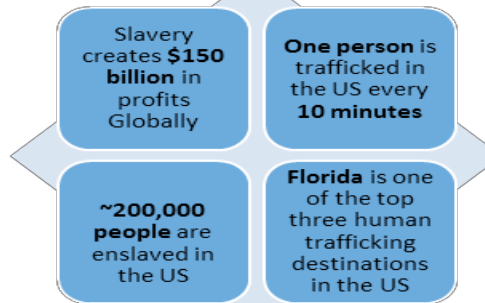 Slavery
creates $150
billion in
profits
Globally
One person is
trafficked in
the US every
10 minutes
~200,000
people are
enslaved in
the US
Florida is one
of the top
three human
trafficking
destinations
in the US